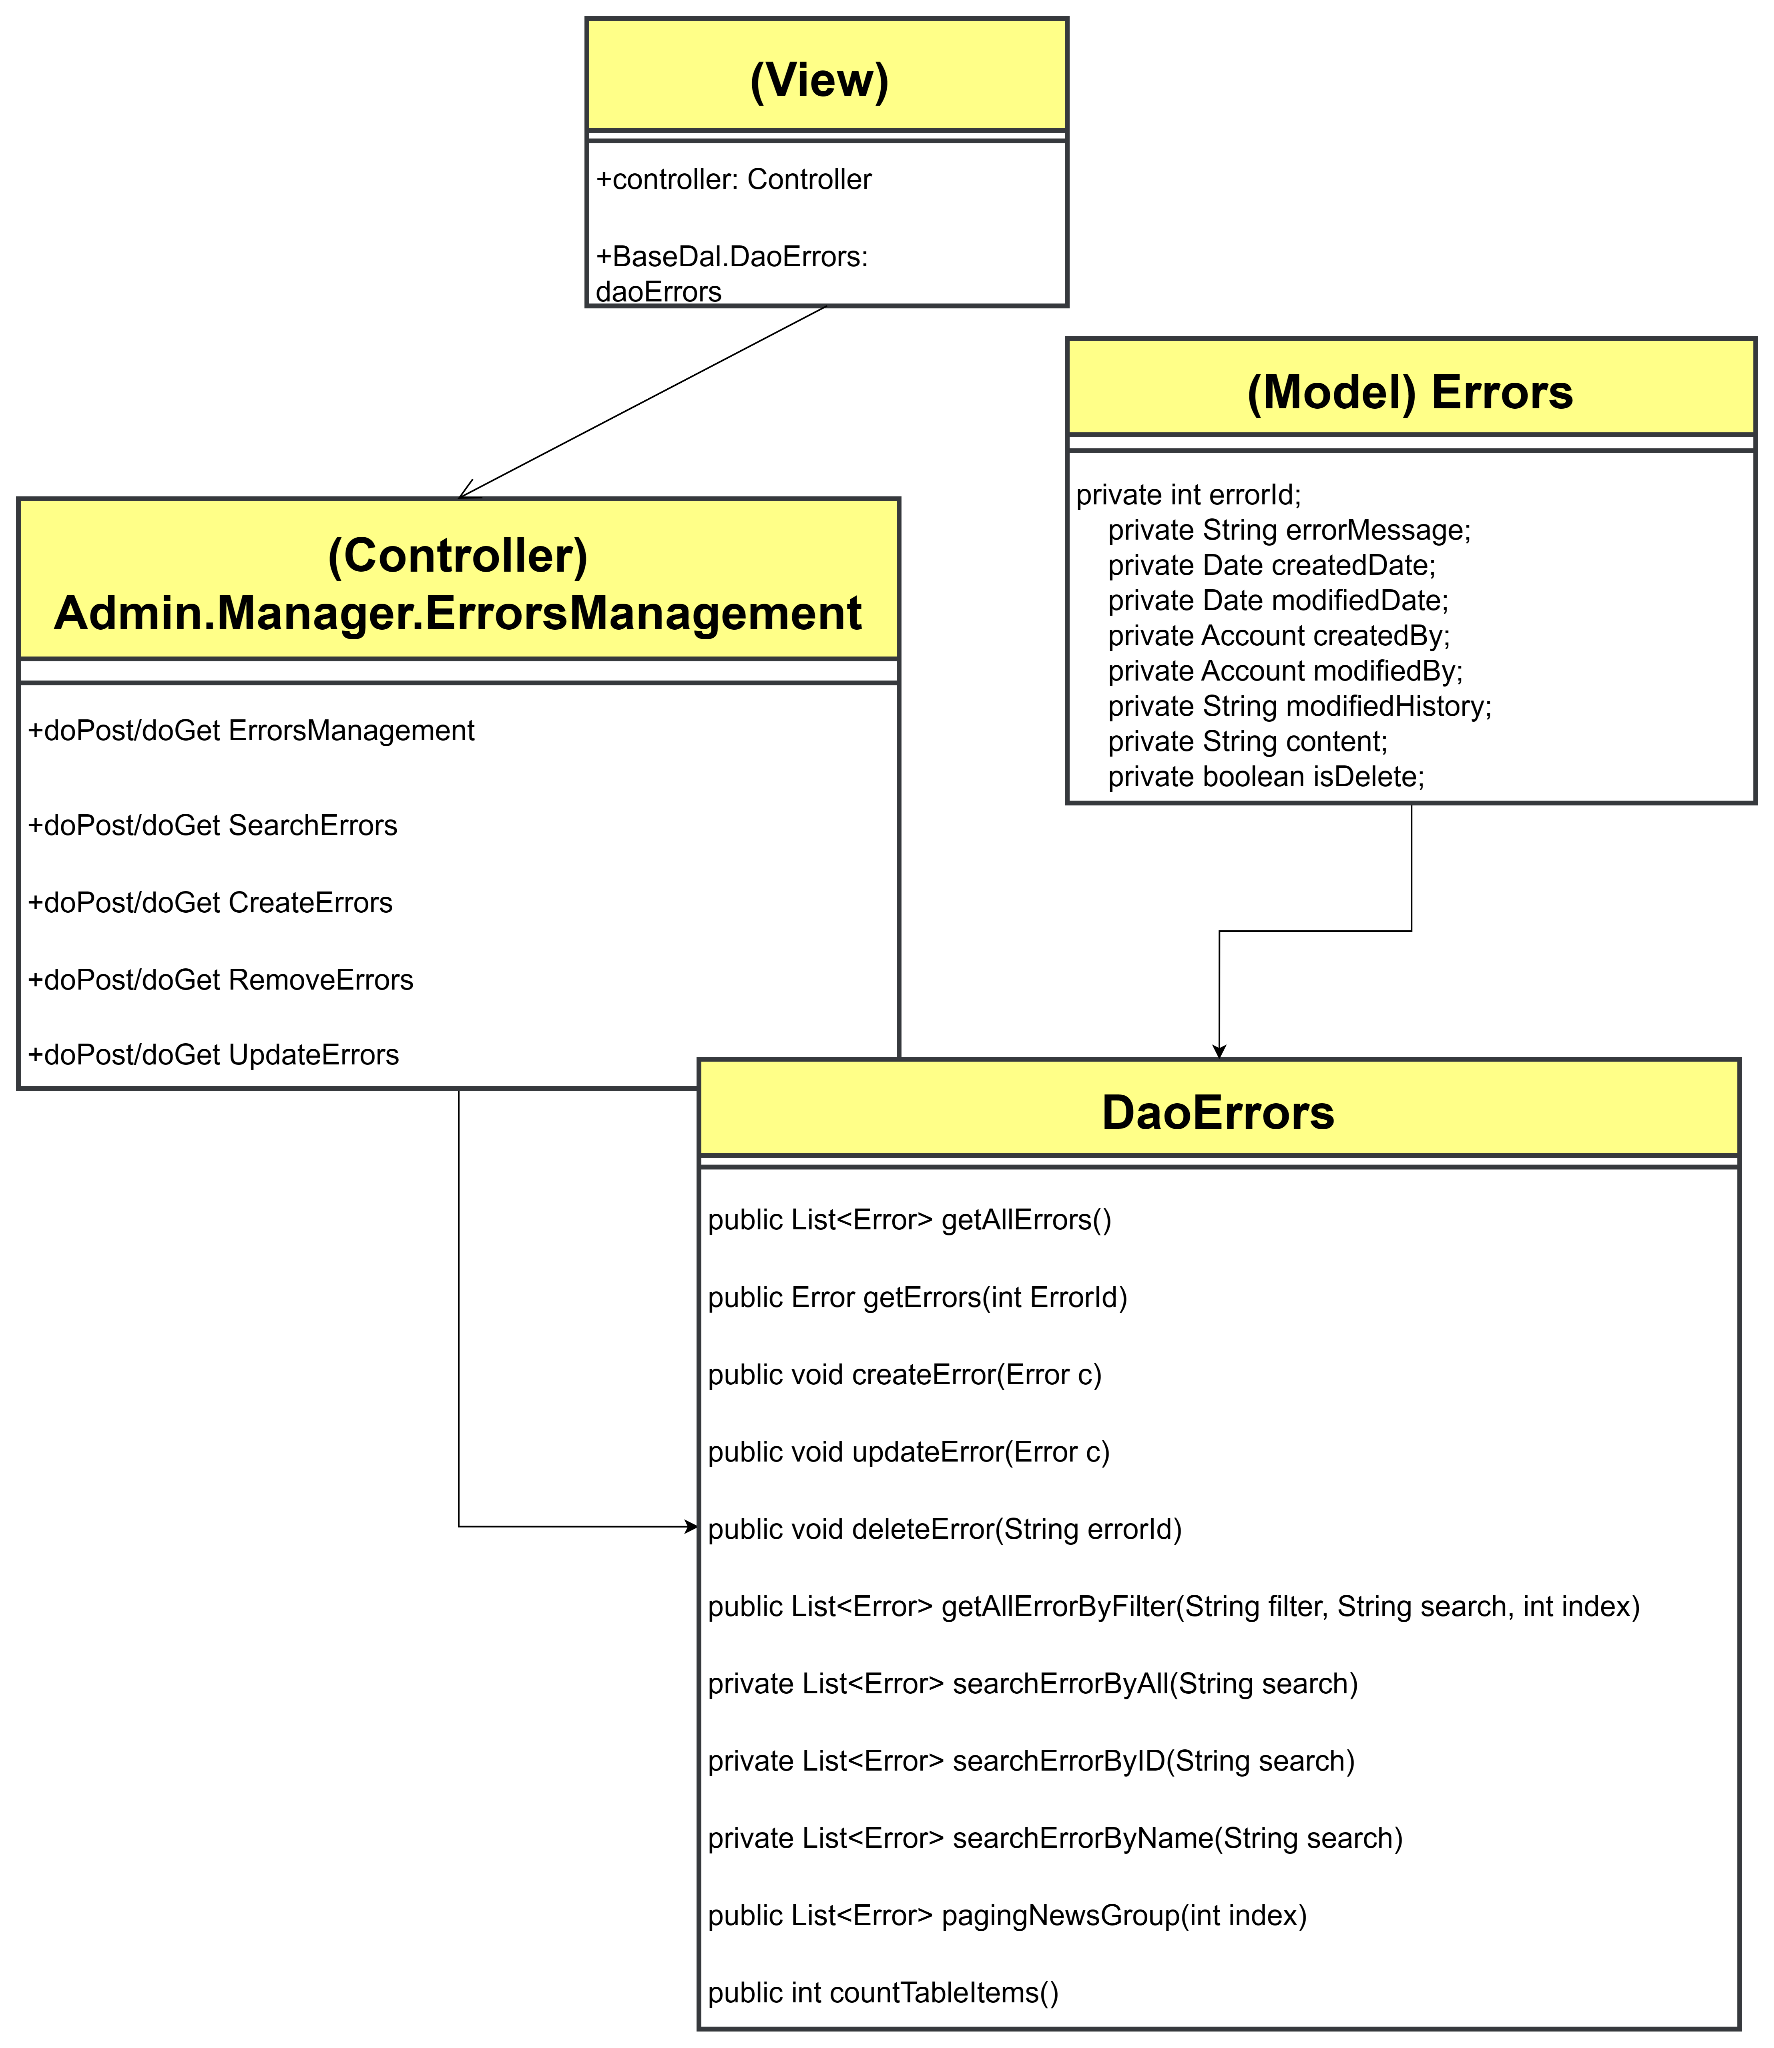 (View)
+controller: Controller
+BaseDal.DaoErrors:
daoErrors
(Model) Errors
private int errorId;
private String errorMessage;
private Date createdDate;
private Date modifiedDate;
private Account createdBy;
private Account modifiedBy;
private String modifiedHistory;
private String content;
private boolean isDelete;
(Controller)
Admin.Manager.ErrorsManagement
+doPost/doGet ErrorsManagement
+doPost/doGet SearchErrors
+doPost/doGet CreateErrors
+doPost/doGet RemoveErrors
+doPost/doGet UpdateErrors
DaoErrors
public List<Error> getAllErrors()
public Error getErrors(int ErrorId)
public void createError(Error c)
public void updateError(Error c)
public void deleteError(String errorId)
public List<Error> getAllErrorByFilter(String filter, String search, int index)
private List<Error> searchErrorByAll(String search)
private List<Error> searchErrorByID(String search)
private List<Error> searchErrorByName(String search)
public List<Error> pagingNewsGroup(int index)
public int countTableItems()